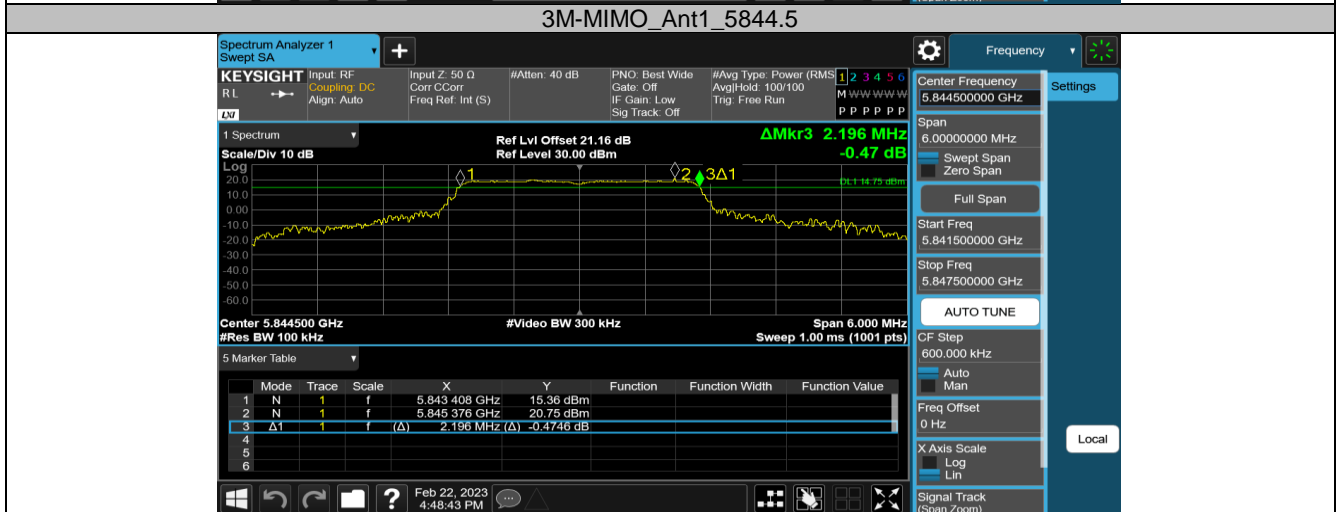 (Span Zoom)
3M-MIMO_Ant1_5844.5
Spectrum Analyzer 1
Swept SA
Frequency
KEYSIGHT Input: RF Input Z: 50 Ω #Atten: 40 dB PNO: Best Wide #Avg Type: Power (RMS 1 2 3 4 5 6
RL Coupling: DC Corr CCorr Gate: Off Avg|Hold: 100/100 M W W W W W
Align: Auto Freq Ref: Int (S) IF Gain: Low Trig: Free Run
LXI Sig Track: Off P P P P P P
Center Frequency
5.844500000 GHz
Settings
1 Spectrum
Ref Lvl Offset 21.16 dB
ΔMkr3 2.196 MHz
Scale/Div 10 dB
Ref Level 30.00 dBm
-0.47 dB
Span
6.00000000 MHz
Swept Span
Zero Span
Log
1
2
3Δ1
20.0
DL1 14.75 dBm
10.0
0.00
-10.0
-20.0
-30.0
-40.0
-50.0
-60.0
Full Span
Start Freq
5.841500000 GHz
Stop Freq
5.847500000 GHz
AUTO TUNE
Center 5.844500 GHz #Video BW 300 kHz Span 6.000 MHz
#Res BW 100 kHz Sweep 1.00 ms (1001 pts)
CF Step
600.000 kHz
Auto
Man
5 Marker Table
Mode Trace Scale X Y Function Function Width Function Value
1 N 1 f 5.843 408 GHz 15.36 dBm
2 N 1 f 5.845 376 GHz 20.75 dBm
3 Δ1 1 f (Δ) 2.196 MHz (Δ) -0.4746 dB
4
5
6
Freq Offset
0 Hz
X Axis Scale
Log
Lin
Local
Signal Track
(Span Zoom)
?
Feb 22, 2023
4:48:43 PM